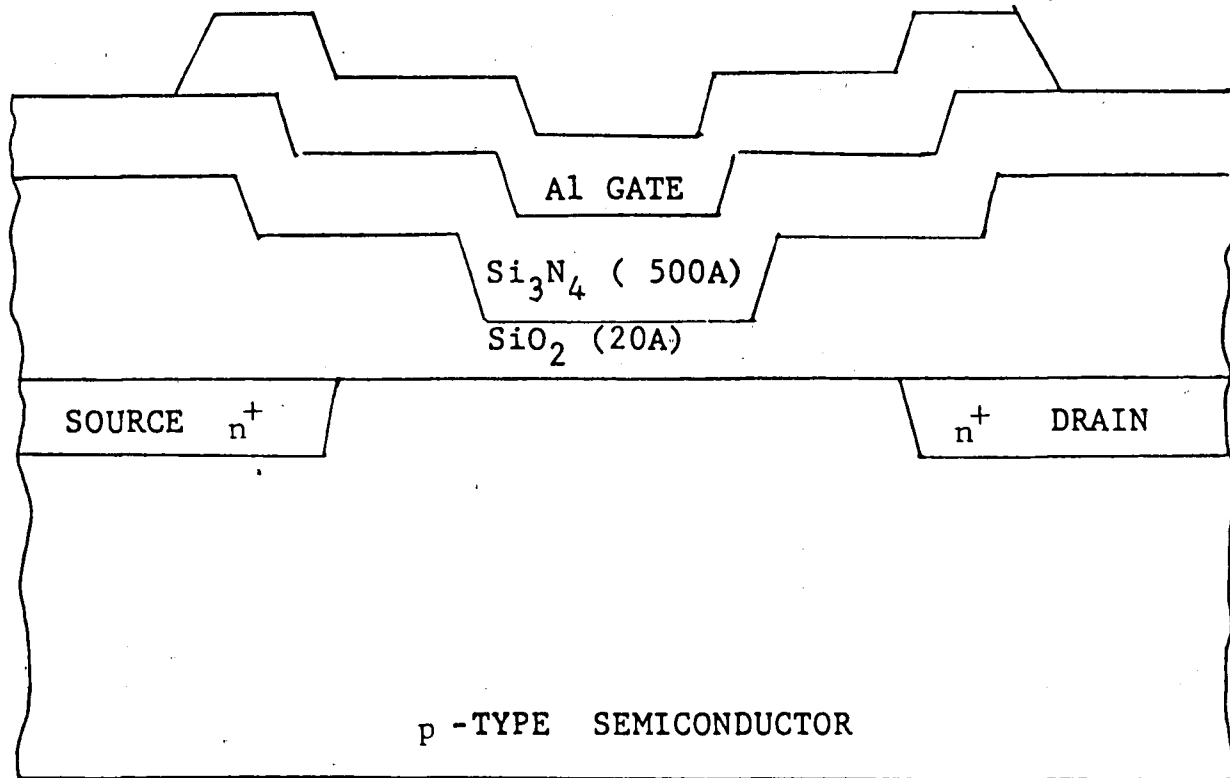 Al GATE
Si₃N₄ ( 500A)
SiO₂ (20A)
SOURCE n⁺
n⁺ DRAIN
p -TYPE SEMICONDUCTOR